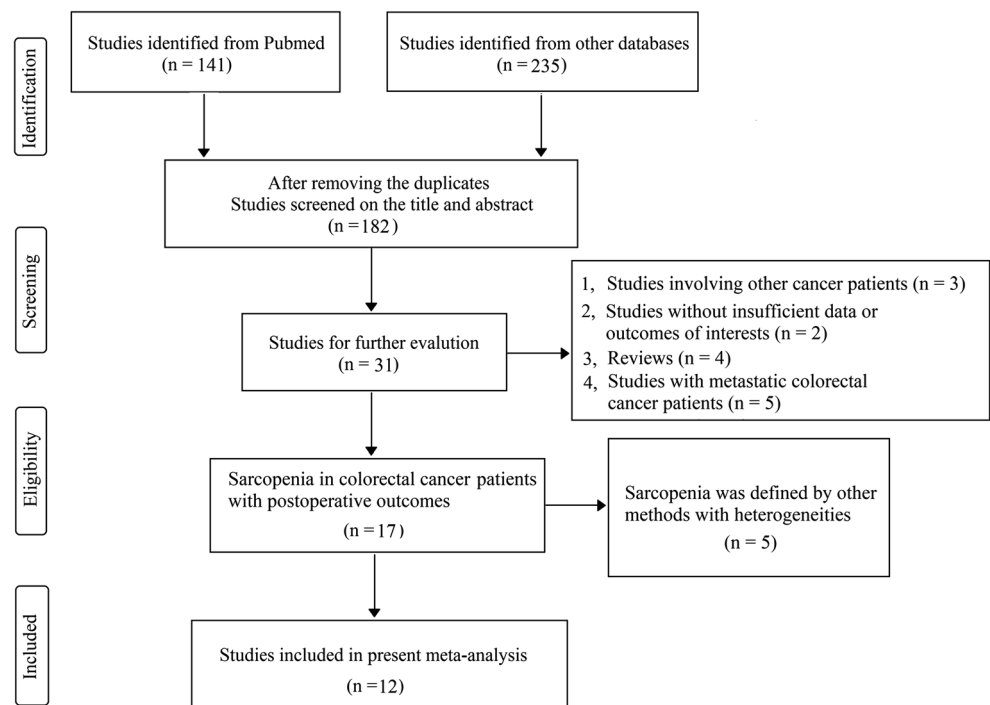 Identification
Studies identified from Pubmed
(n = 141)
Studies identified from other databases
(n = 235)
After removing the duplicates
Studies screened on the title and abstract
(n = 182)
Screening
Studies for further evalution
(n = 31)
1, Studies involving other cancer patients (n = 3)
2, Studies without insufficient data or
outcomes of interests (n = 2)
3, Reviews (n = 4)
4, Studies with metastatic colorectal
cancer patients (n = 5)
Eligibility
Sarcopenia in colorectal cancer patients
with postoperative outcomes
(n = 17)
Sarcopenia was defined by other
methods with heterogeneities
(n = 5)
Included
Studies included in present meta-analysis
(n = 12)